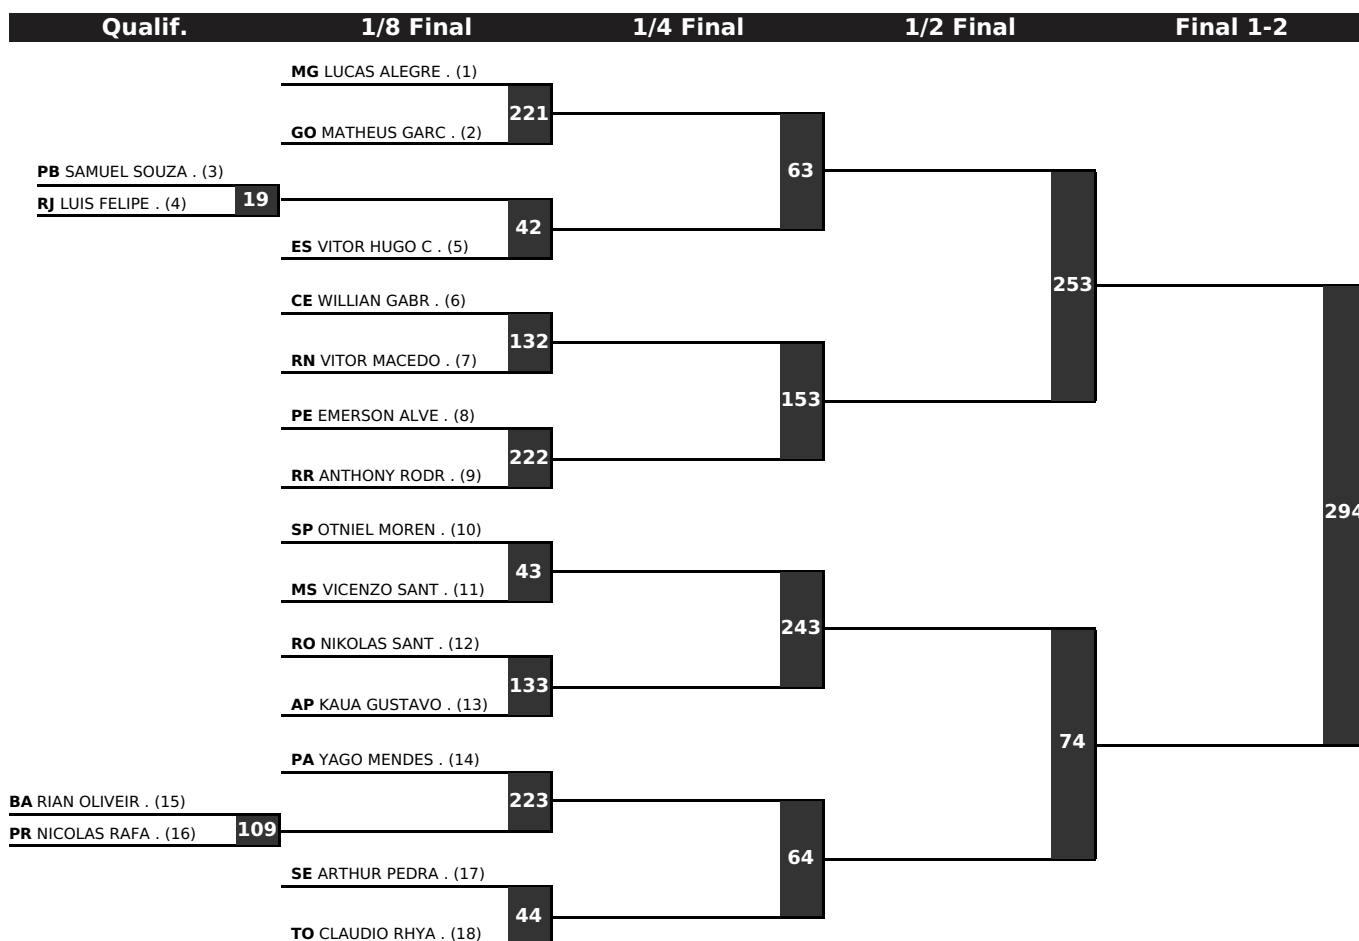 Qualif. 1/8 Final 1/4 Final 1/2 Final Final 1-2
MG LUCAS ALEGRE . (1)
221
GO MATHEUS GARC . (2)
PB SAMUEL SOUZA . (3)
63
RJ LUIS FELIPE . (4)
19
42
ES VITOR HUGO C . (5)
253
CE WILLIAN GABR . (6)
132
RN VITOR MACEDO . (7)
153
PE EMERSON ALVE . (8)
222
RR ANTHONY RODR . (9)
294
SP OTNIEL MOREN . (10)
43
MS VICENZO SANT . (11)
243
RO NIKOLAS SANT . (12)
133
AP KAUA GUSTAVO . (13)
74
PA YAGO MENDES . (14)
223
BA RIAN OLIVEIR . (15)
PR NICOLAS RAFA . (16)
109
64
SE ARTHUR PEDRA . (17)
44
TO CLAUDIO RHYA . (18)